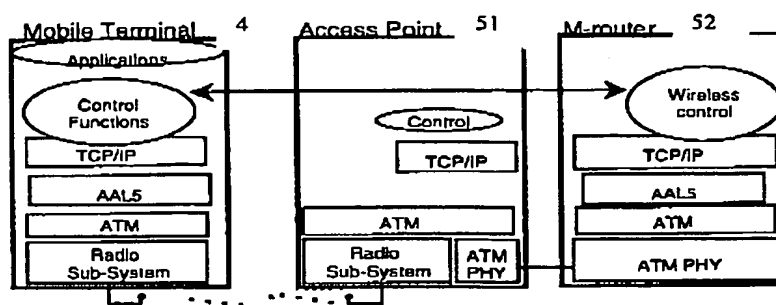 Mobile Terminal 4
Applications
Control
Functions
TCP/IP
AAL5
ATM
Radio
Sub-System
Access Point 51
Control
TCP/IP
ATM
Radio
Sub-System
ATM
PHY
M-router 52
Wireless
control
TCP/IP
AAL5
ATM
ATM PHY